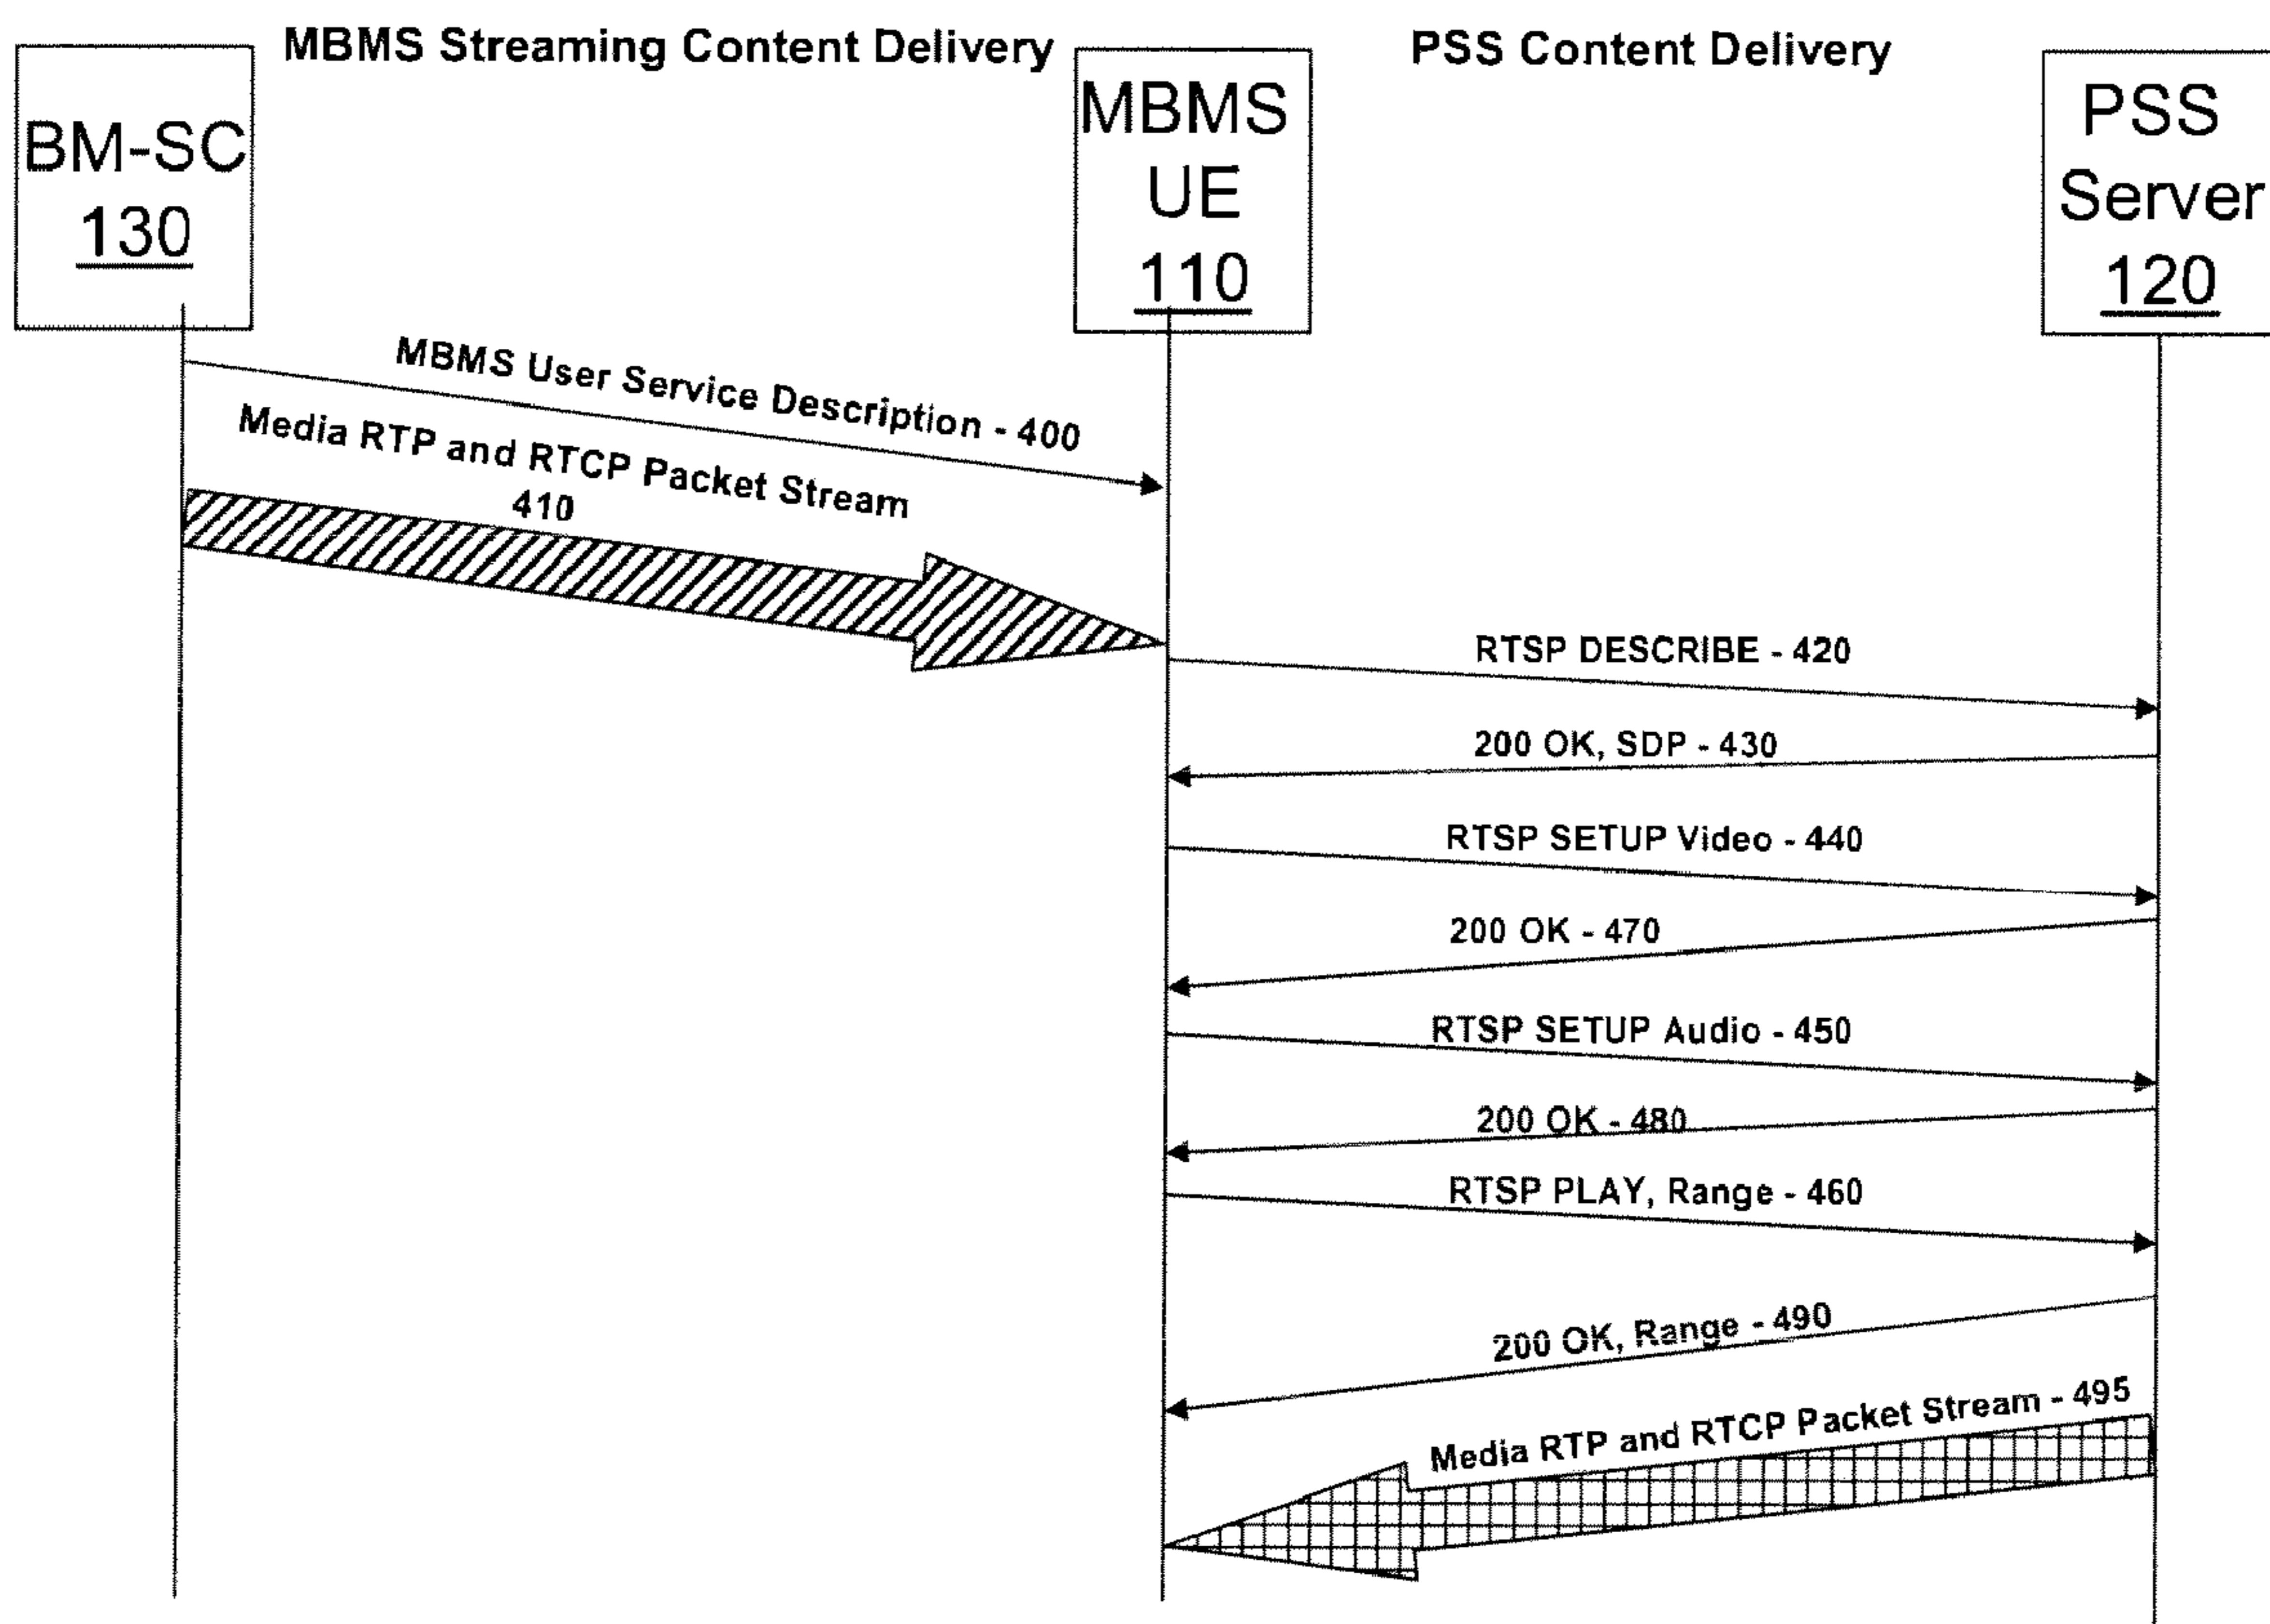 MBMS Streaming Content Delivery
PSS Content Delivery
BM-SC
130
MBMS
UE
110
PSS
Server
120
MBMS User Service Description - 400
Media RTP and RTCP Packet Stream
410
RTSP DESCRIBE - 420
200 OK, SDP - 430
RTSP SETUP Video - 440
200 OK - 470
RTSP SETUP Audio - 450
200 OK - 480
RTSP PLAY, Range - 460
200 OK, Range - 490
Media RTP and RTCP Packet Stream - 495